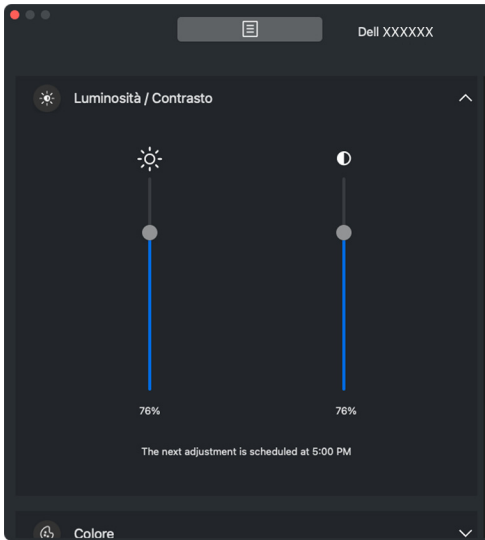 Dell XXXXXX
Luminosità / Contrasto
76%
76%
The next adjustment is scheduled at 5:00 PM
Colore